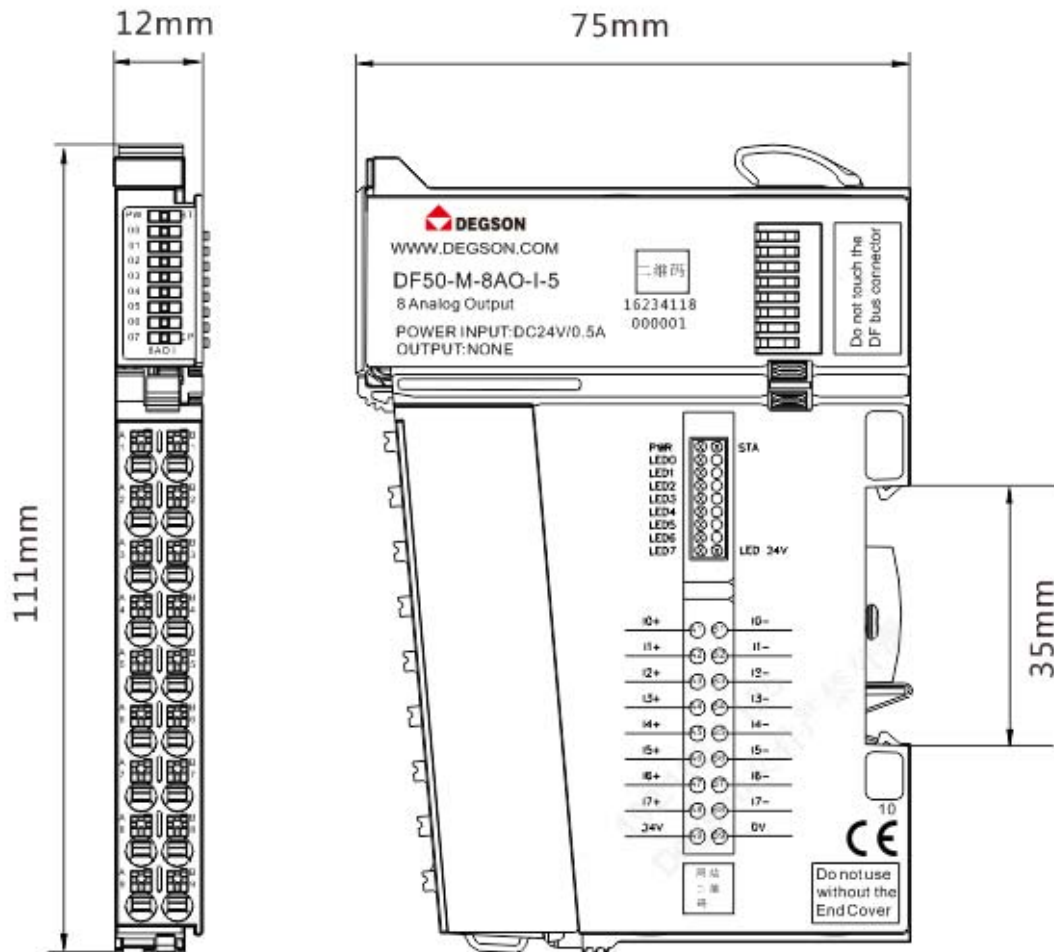 12mm
75mm
111mm
35mm
PW
00
01
02
03
04
05
06
07
8AOI
DEGSON
WWW.DEGSON.COM
DF50-M-8AO-I-5
8 Analog Output
POWER INPUT:DC24V/0.5A
OUTPUT:NONE
二维码
16234118
000001
Do not touch the
DF bus connector
PWR STA
LED0
LED1
LED2
LED3
LED4
LED5
LED6
LED7 LED 24V
I0+ I0-
I1+ I1-
I2+ I2-
I3+ I3-
I4+ I4-
I5+ I5-
I6+ I6-
I7+ I7-
24V 0V
10
CE
Do not use
without the
End Cover